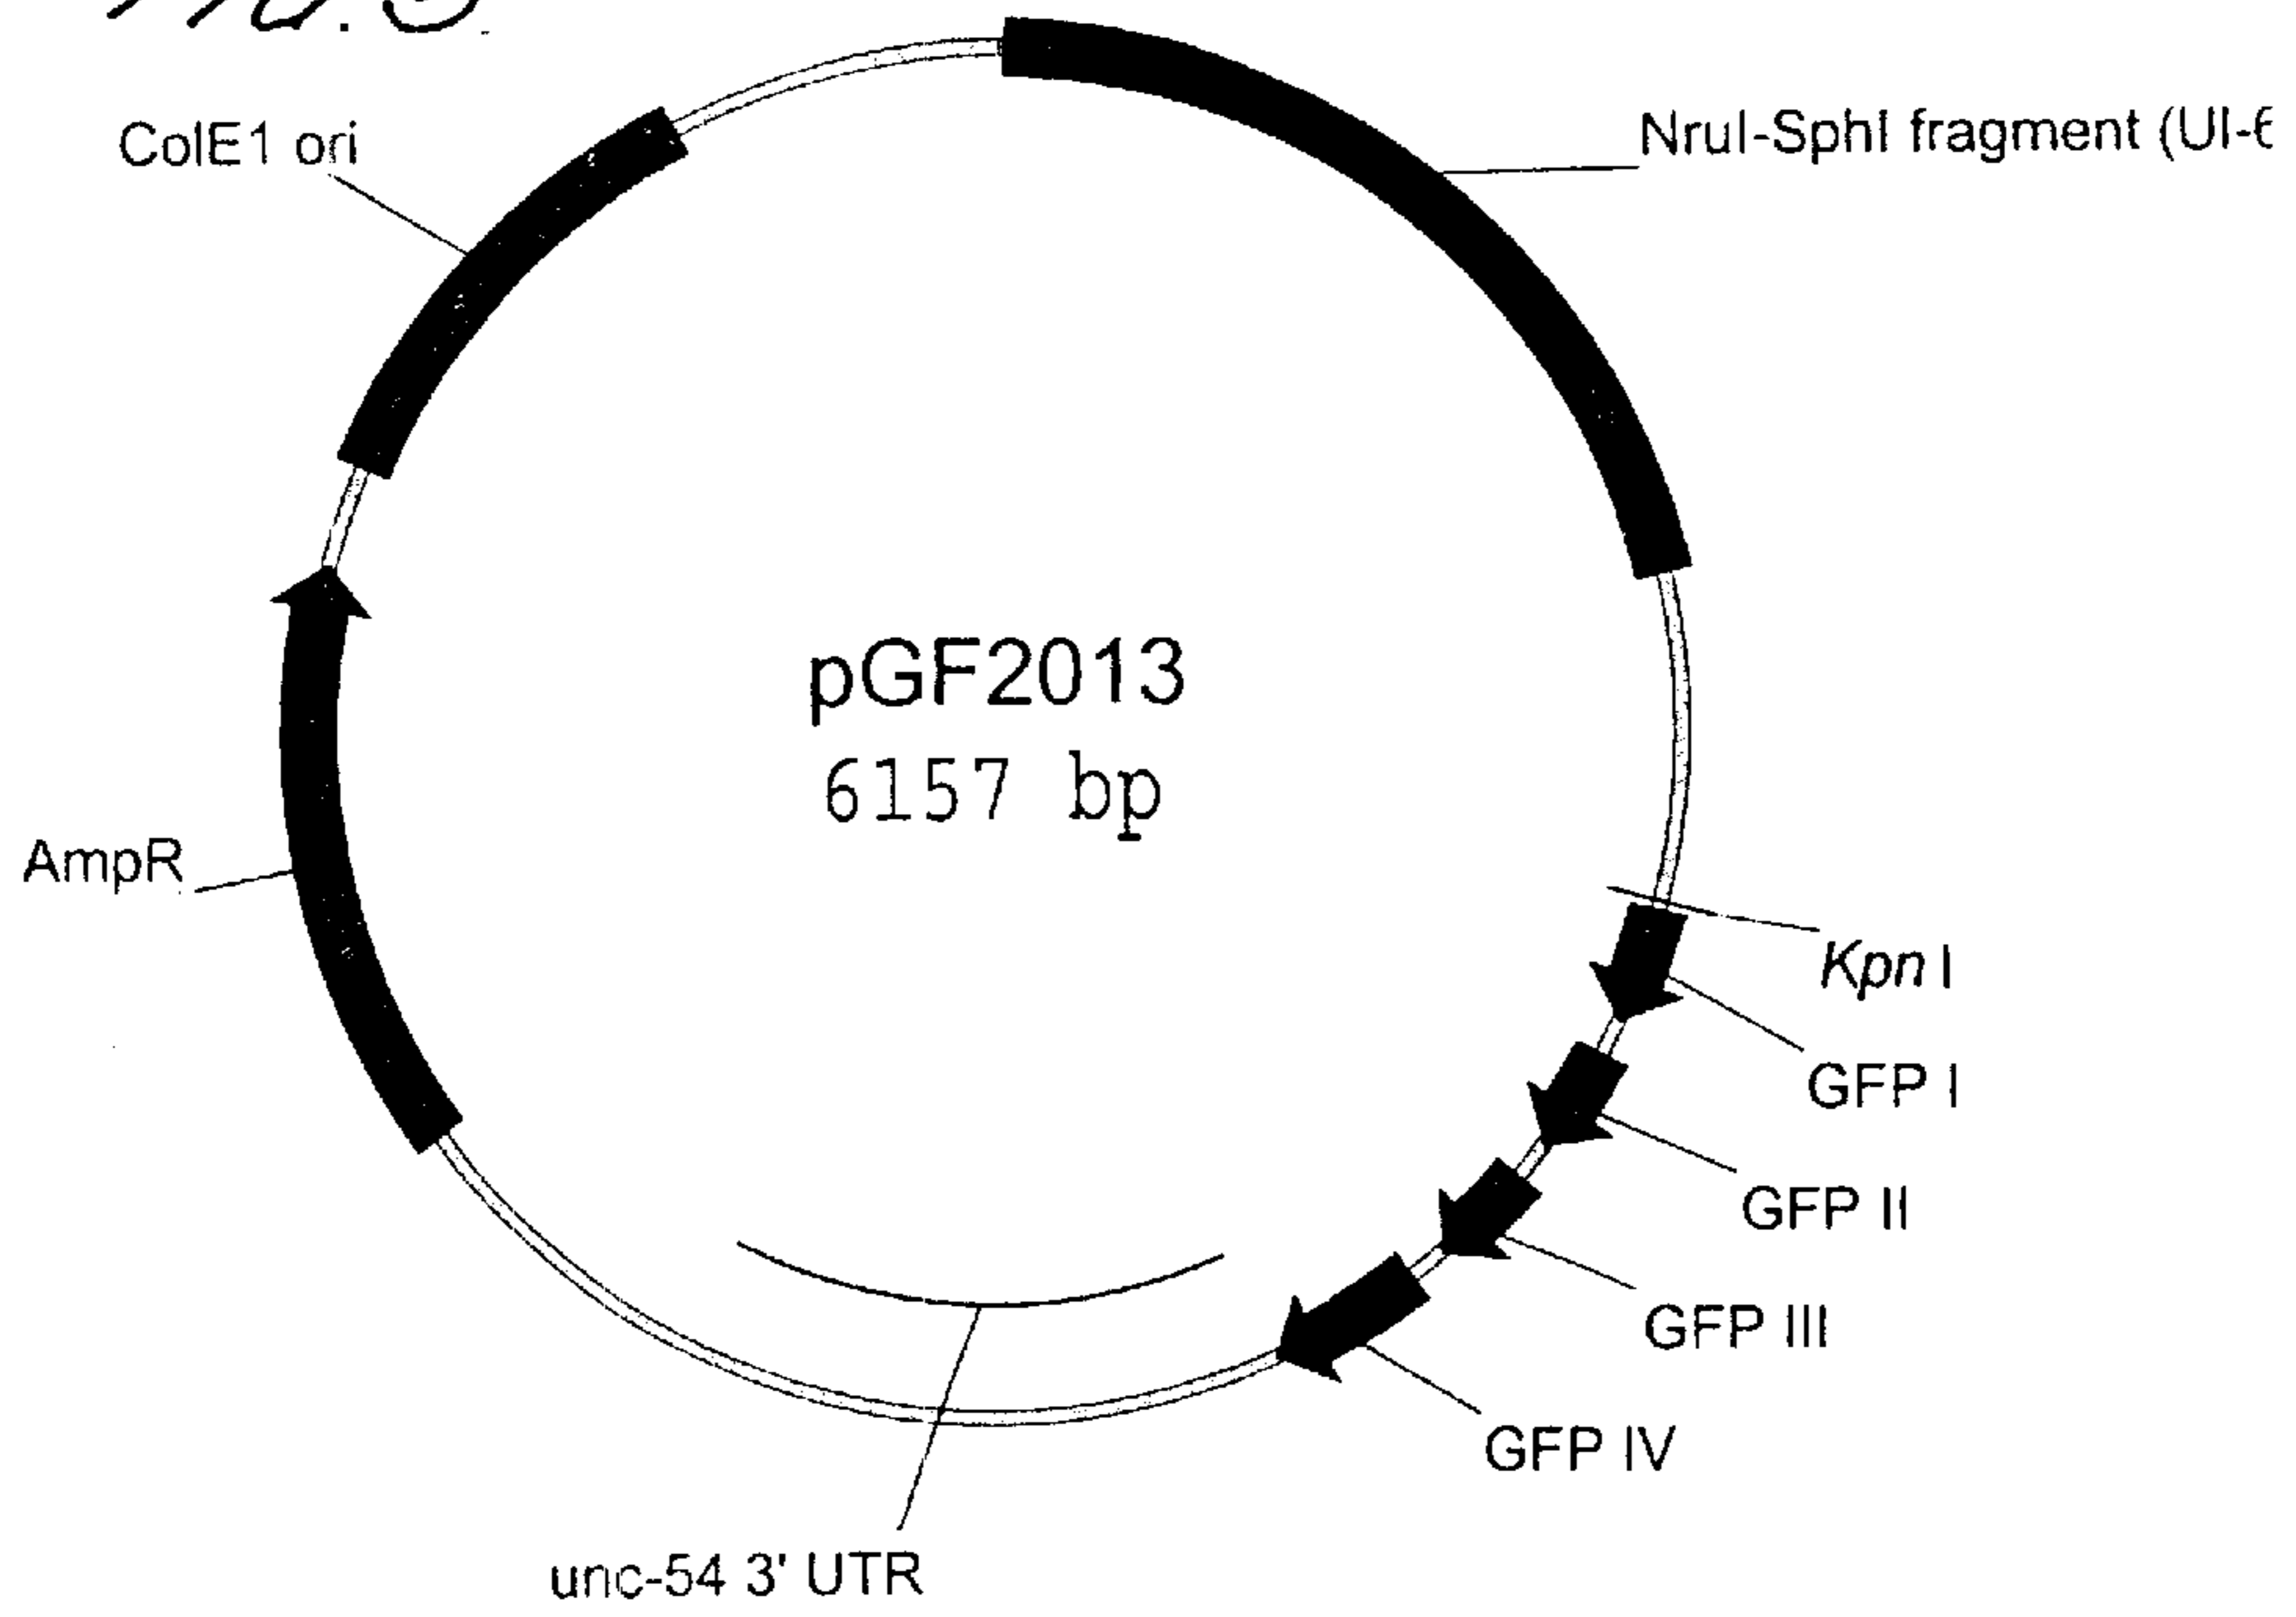 ColE1 ori
NruI-SphI fragment (UI-6
pGF2013
6157 bp
AmpR
Kpn I
GFP I
GFP II
GFP III
GFP IV
unc-54 3' UTR